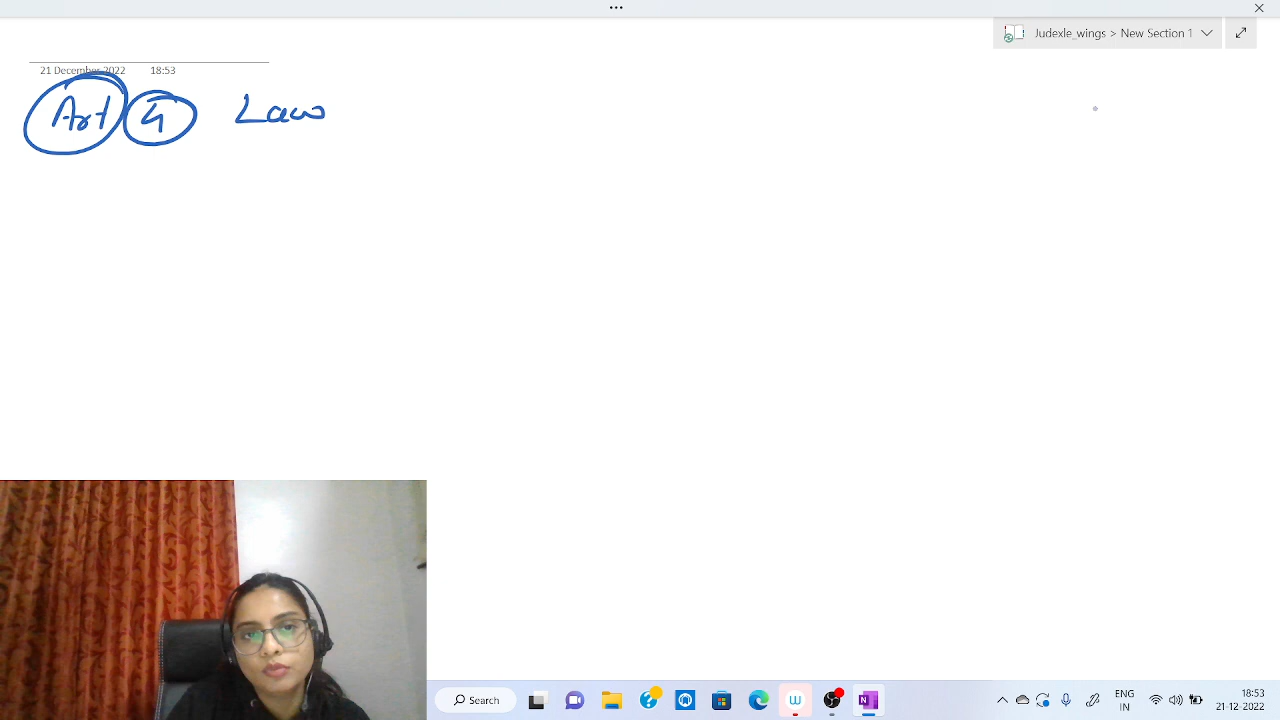 Judexle_wings > New Section 1
21 December 2022 18:53
Art 4 Law
Search
IN
18:53
21-12-2022